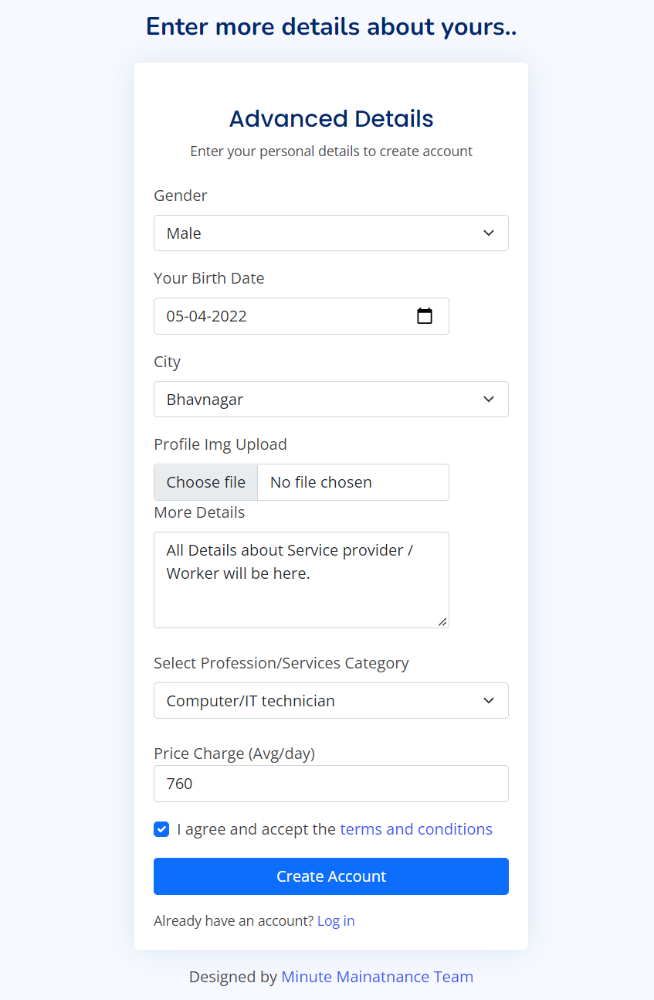 Enter more details about yours..
Advanced Details
Enter your personal details to create account
Gender
Male
Your Birth Date
05-04-2022
City
Bhavnagar
Profile Img Upload
Choose file No file chosen
More Details
All Details about Service provider /
Worker will be here.
Select Profession/Services Category
Computer/IT technician
Price Charge (Avg/day)
760
I agree and accept the terms and conditions
Create Account
Already have an account? Log in
Designed by Minute Mainatnance Team